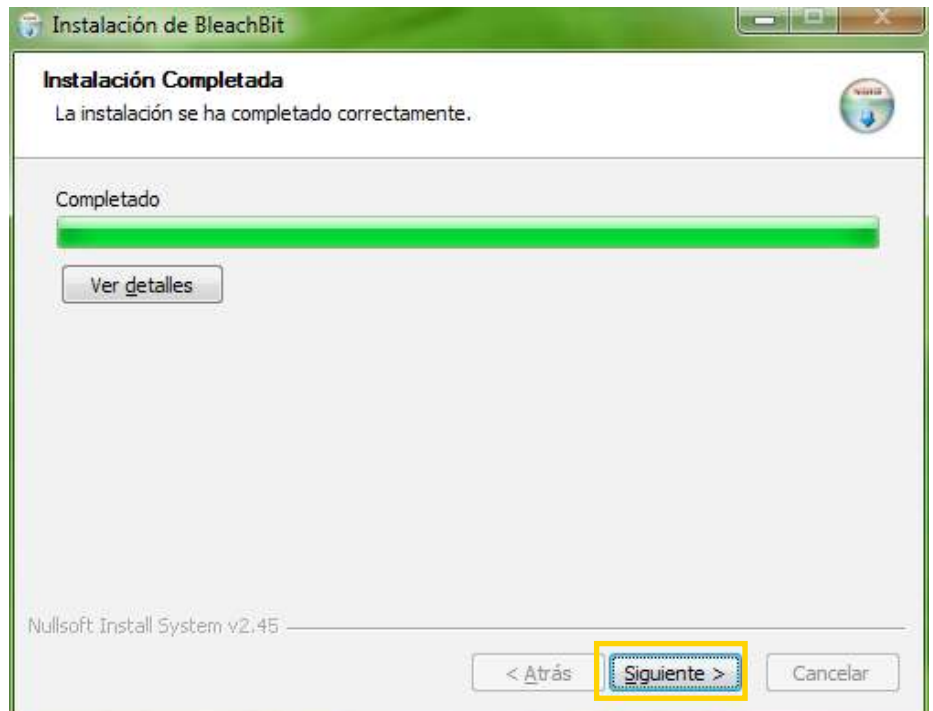 Instalación de BleachBit
Instalación Completada
La instalación se ha completado correctamente.
Completado
Ver detalles
Nullsoft Install System v2.45
< Atrás
Siguiente >
Cancelar